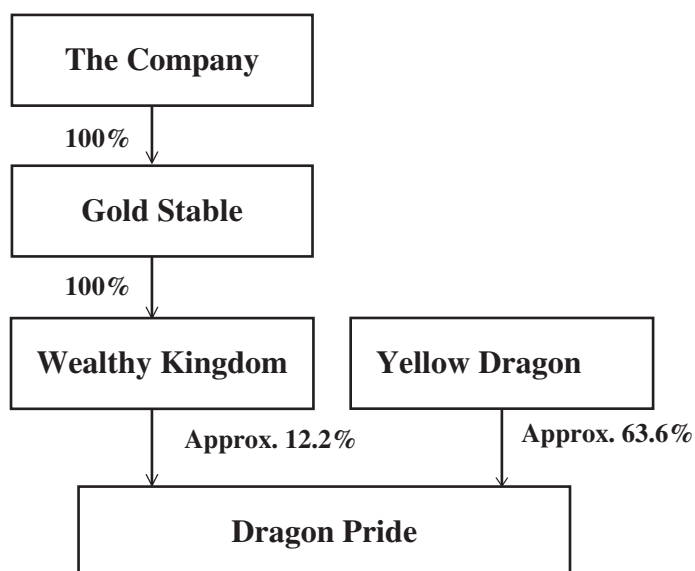 The Company
100%
Gold Stable
100%
Wealthy Kingdom
Yellow Dragon
Approx. 12.2%
Approx. 63.6%
Dragon Pride